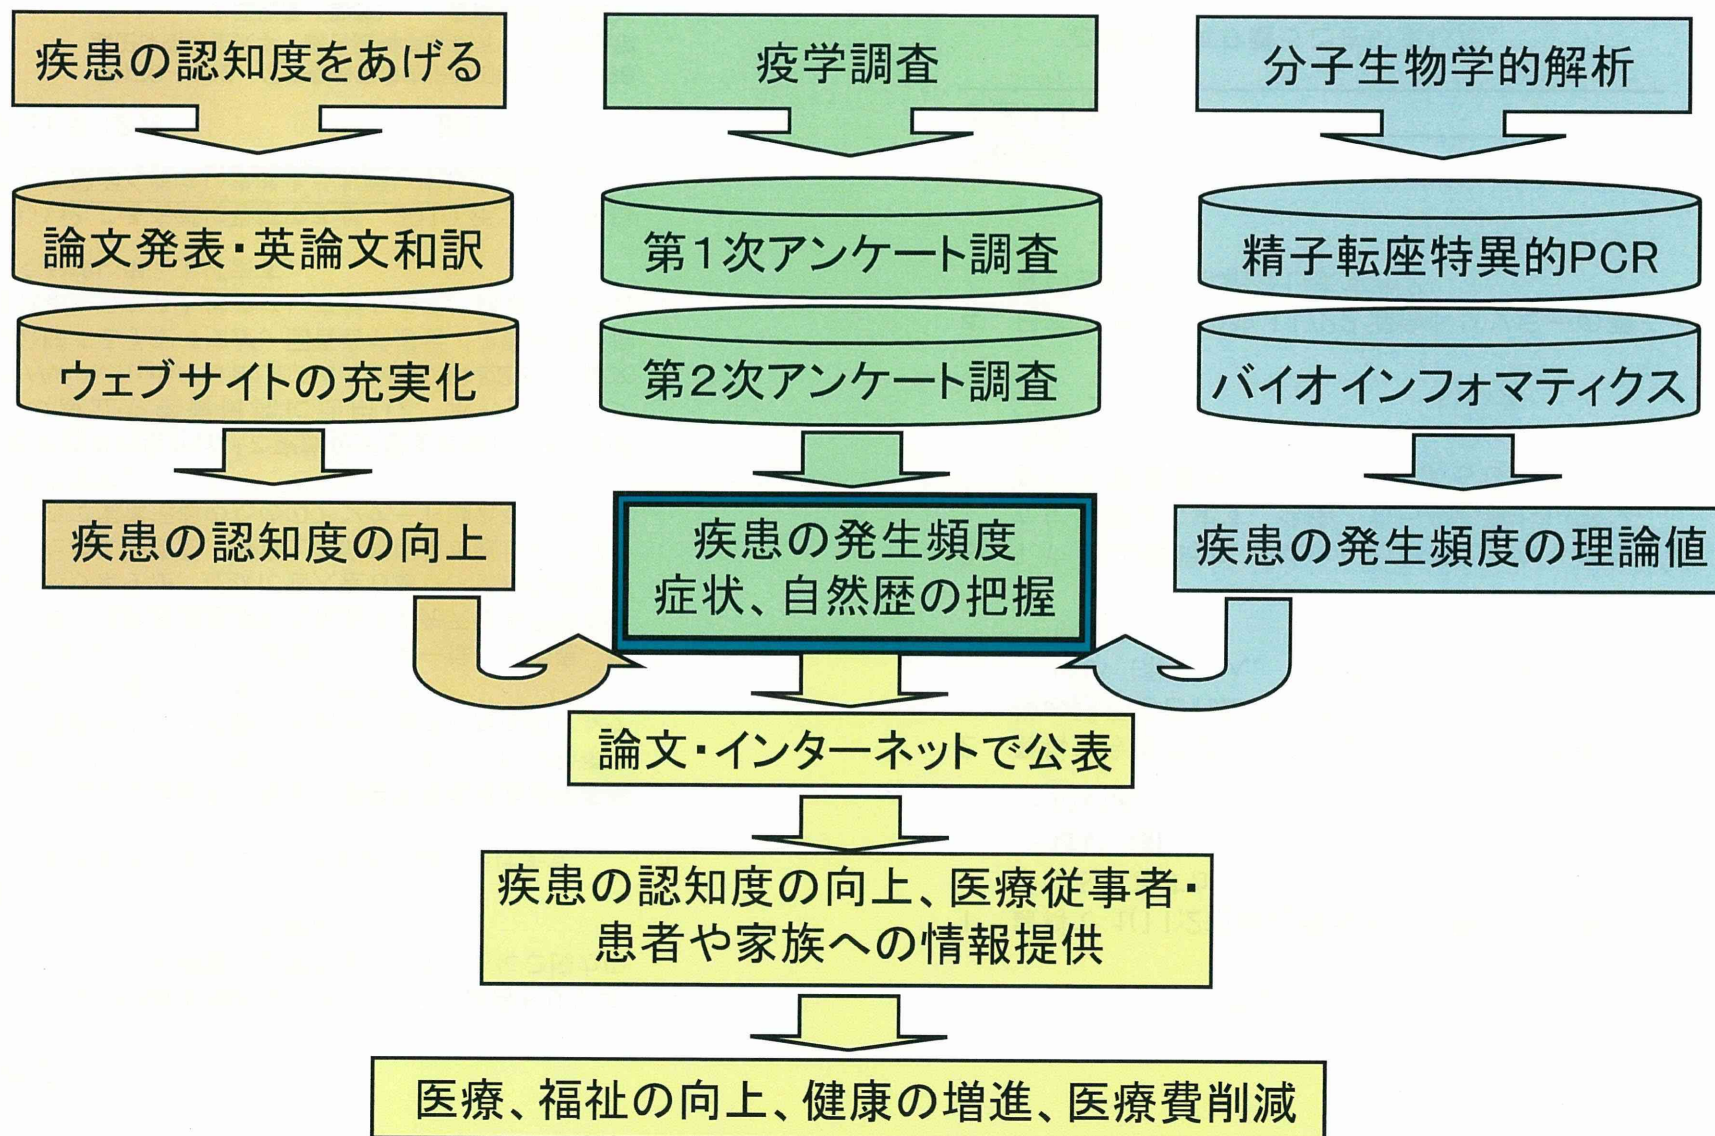 疾患の認知度をあげる
疫学調査
分子生物学的解析
論文発表・英論文和訳
第1次アンケート調査
精子転座特異的PCR
ウェブサイトの充実化
第2次アンケート調査
バイオインフォマティクス
疾患の認知度の向上
疾患の発生頻度
症状、自然歴の把握
疾患の発生頻度の理論値
論文・インターネットで公表
疾患の認知度の向上、医療従事者・
患者や家族への情報提供
医療、福祉の向上、健康の増進、医療費削減